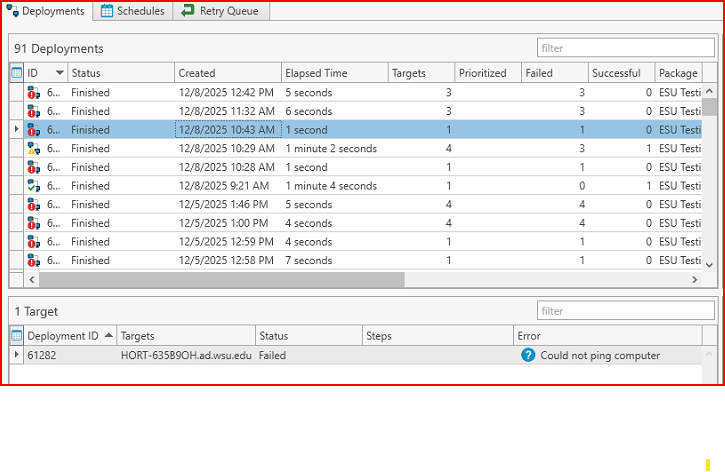 Deployments Schedules Retry Queue
91 Deployments filter
ID Status Created Elapsed Time Targets Prioritized Failed Successful Package
6... Finished 12/8/2025 12:42 PM 5 seconds 3 3 0 ESU Testi
6... Finished 12/8/2025 11:32 AM 6 seconds 3 3 0 ESU Testi
6... Finished 12/8/2025 10:43 AM 1 second 1 1 0 ESU Testi
6... Finished 12/8/2025 10:29 AM 1 minute 2 seconds 4 3 1 ESU Testi
6... Finished 12/8/2025 10:28 AM 1 second 1 1 0 ESU Testi
6... Finished 12/8/2025 9:21 AM 1 minute 4 seconds 1 0 1 ESU Testi
6... Finished 12/5/2025 1:46 PM 5 seconds 4 4 0 ESU Testi
6... Finished 12/5/2025 1:00 PM 4 seconds 4 4 0 ESU Testi
6... Finished 12/5/2025 12:59 PM 4 seconds 1 1 0 ESU Testi
6... Finished 12/5/2025 12:58 PM 7 seconds 1 1 0 ESU Testi
1 Target filter
Deployment ID Targets Status Steps Error
61282 HORT-635B9OH.ad.wsu.edu Failed Could not ping computer